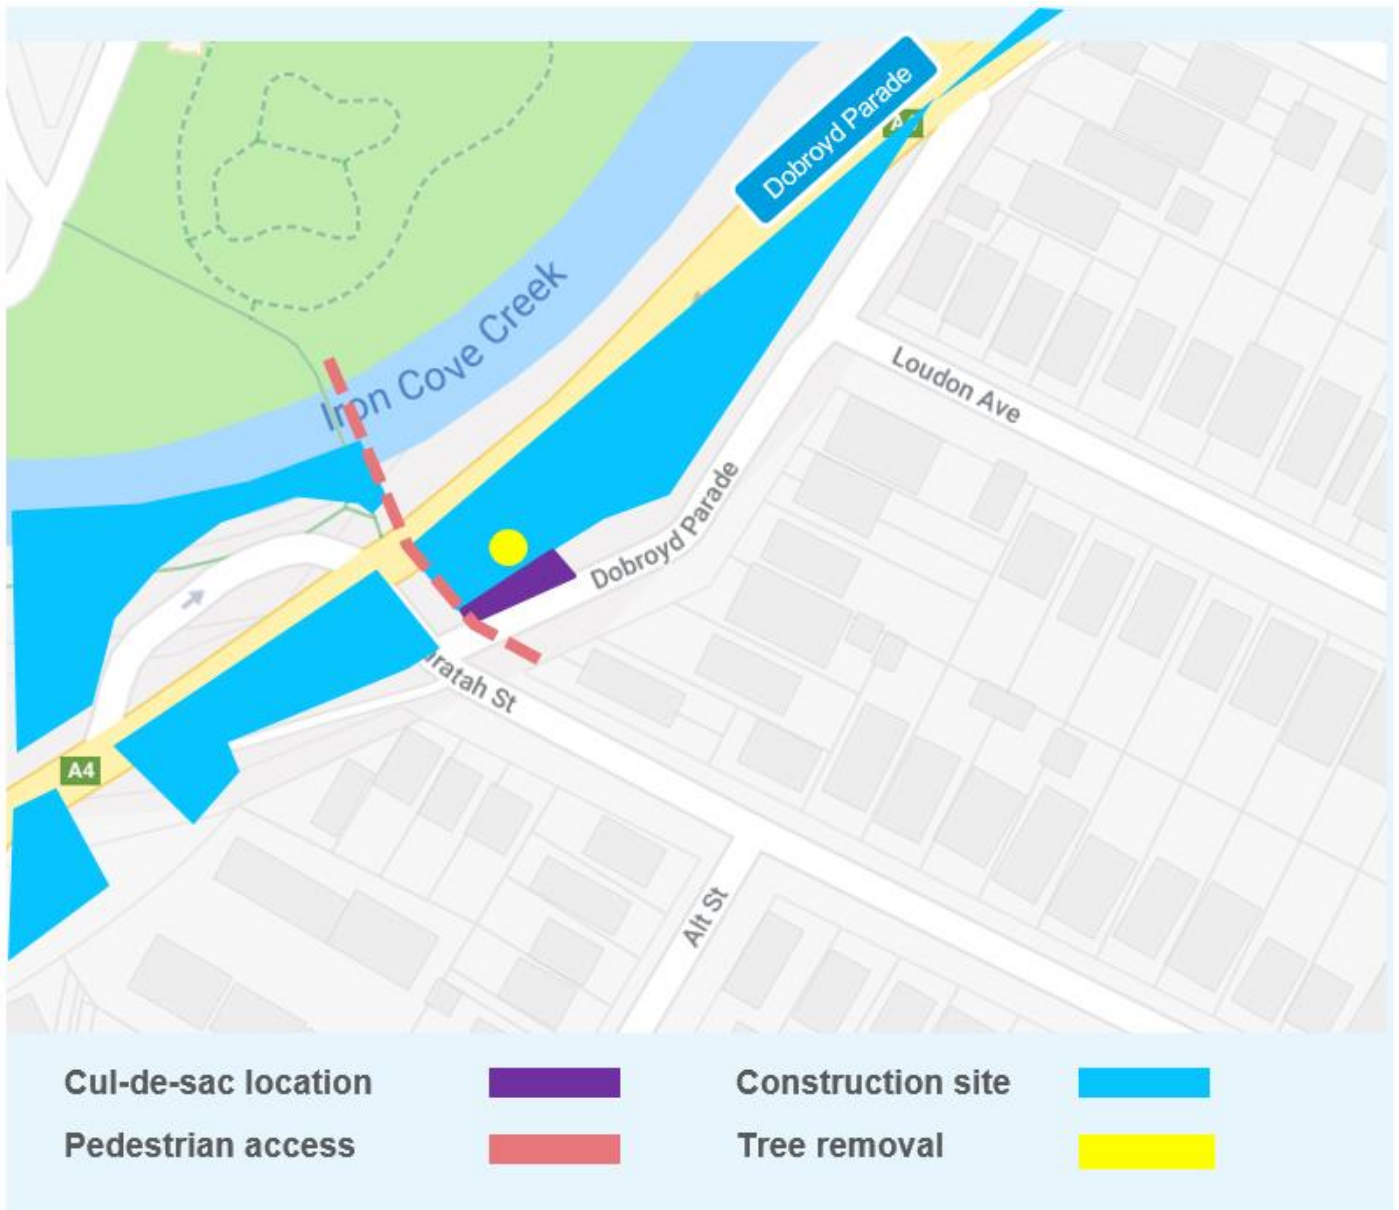 Dobroyd Parade
Iron Cove Creek
Loudon Ave
Dobroyd Parade
ratah St
A4
Alt St
Cul-de-sac location
Construction site
Pedestrian access
Tree removal